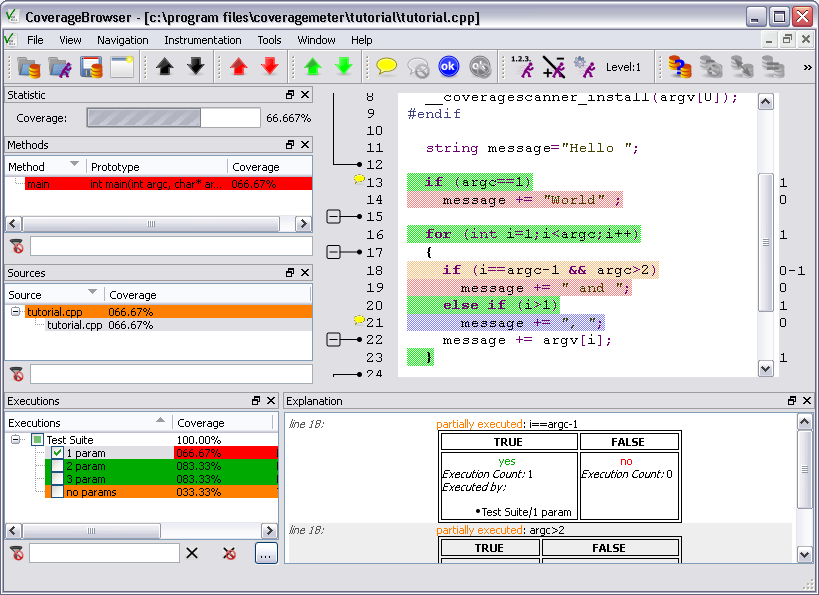 CoverageBrowser - [c:\program files\coveragemeter\tutorial\tutorial.cpp]
File View Navigation Instrumentation Tools Window Help
ok ok 1.2.3. Level:1 »
Statistic
Coverage: 66.667%
Methods
Method Prototype Coverage
main int main(int argc, char* ar... 066.67%
Sources
Source Coverage
tutorial.cpp 066.67%
tutorial.cpp 066.67%
8 __coveragescanner_install(argv[0]);
9 #endif
10
11 string message="Hello ";
12
13 if (argc==1) 1
14 message += "World" ; 0
15
16 for (int i=1;i<argc;i++) 1
17 {
18 if (i==argc-1 && argc>2) 0-1
19 message += " and "; 0
20 else if (i>1) 1
21 message += ", "; 0
22 message += argv[i];
23 } 1
24
Executions
Executions Coverage
Test Suite 100.00%
1 param 066.67%
2 param 083.33%
3 param 083.33%
no params 033.33%
...
Explanation
line 18: partially executed: i==argc-1
TRUE FALSE
yes no
Execution Count: 1 Execution Count: 0
Executed by:
•Test Suite/1 param
line 18: partially executed: argc>2
TRUE FALSE